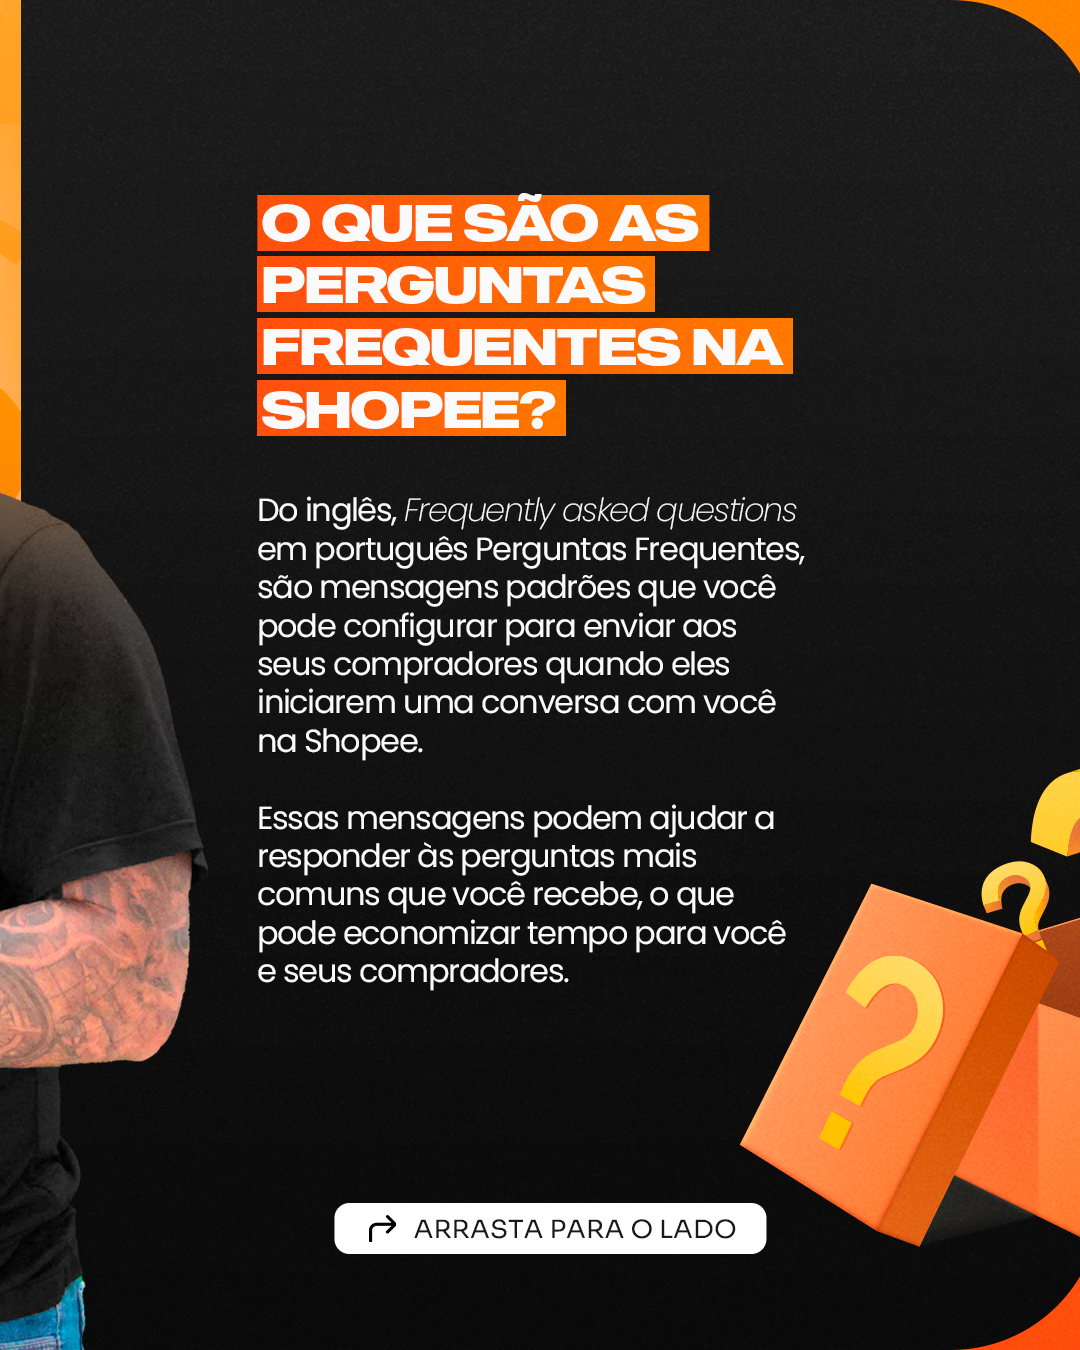 O QUE SÃO AS
PERGUNTAS
FREQUENTES NA
SHOPEE?
Do inglês, Frequently asked questions
em português Perguntas Frequentes,
são mensagens padrões que você
pode configurar para enviar aos
seus compradores quando eles
iniciarem uma conversa com você
na Shopee.
Essas mensagens podem ajudar a
responder às perguntas mais
comuns que você recebe, o que
pode economizar tempo para você
e seus compradores.
?
?
ARRASTA PARA O LADO